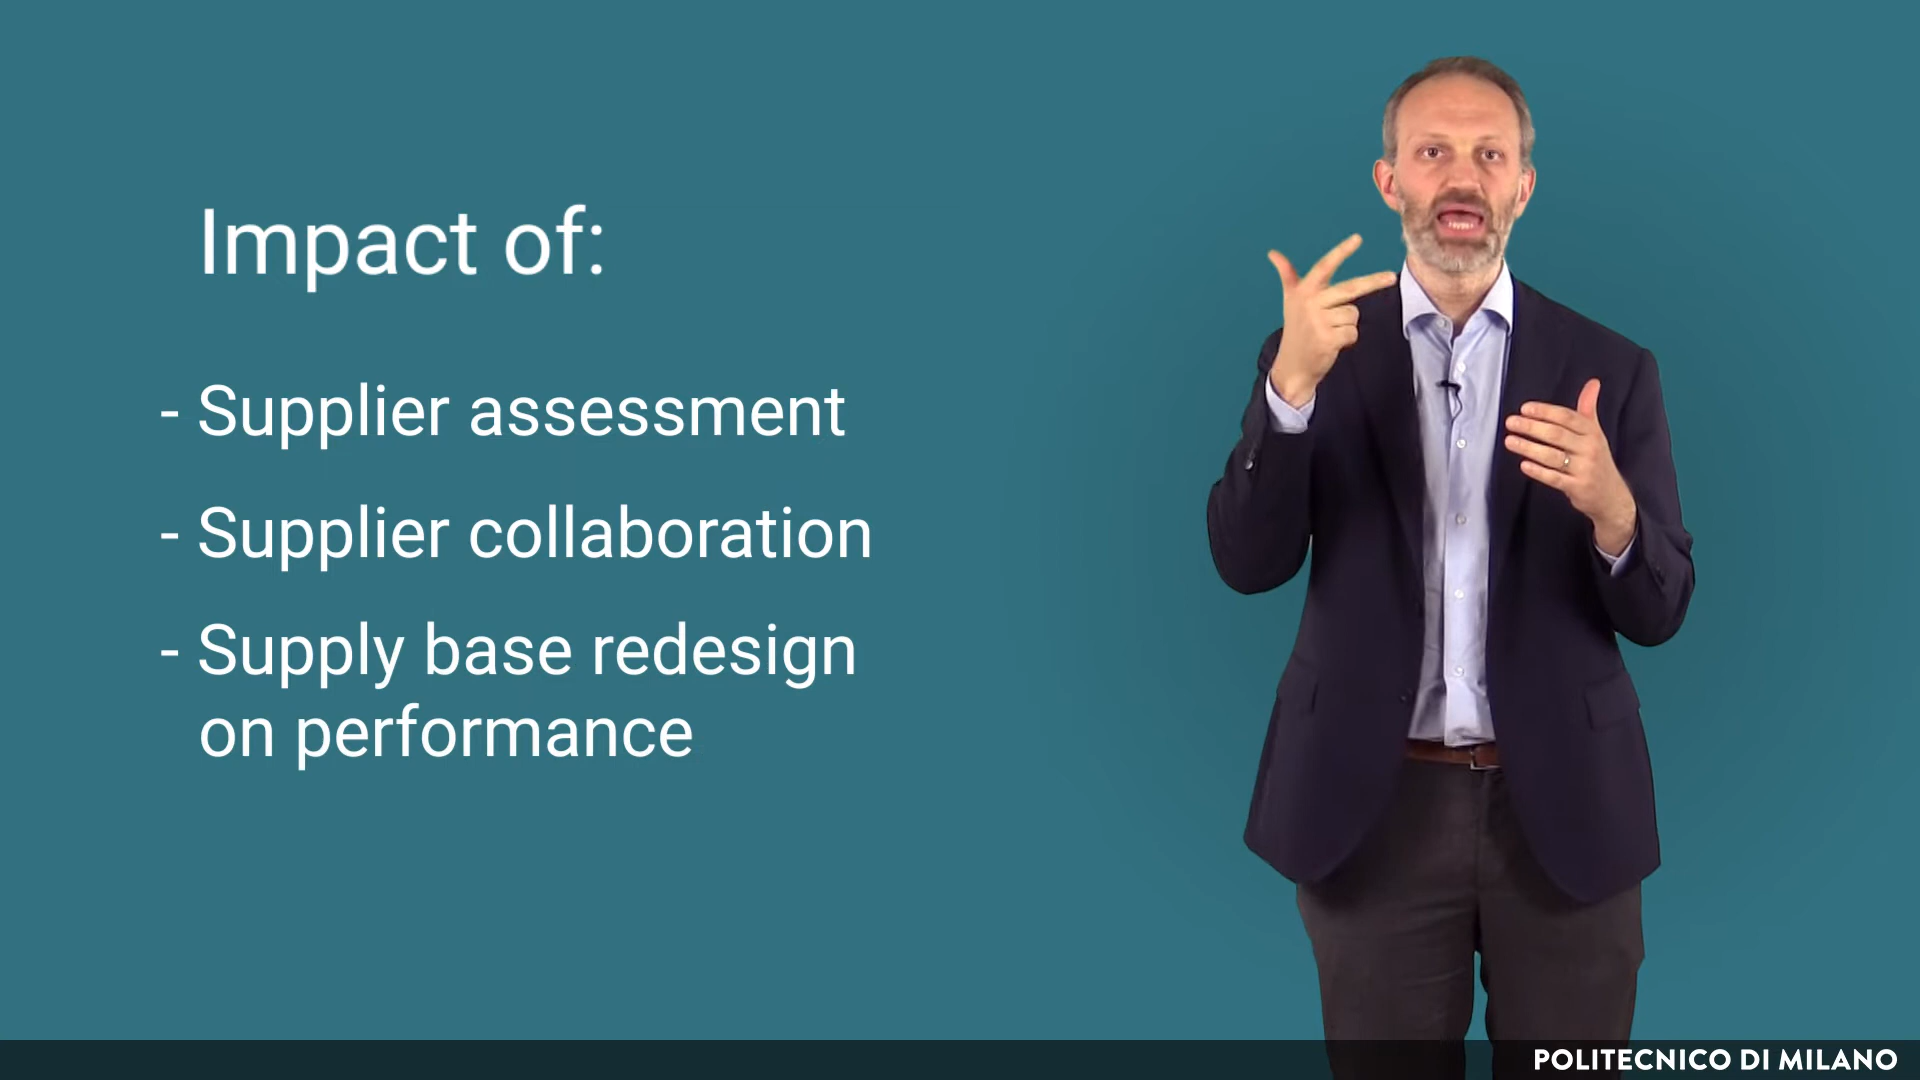 Impact of:
- Supplier assessment
- Supplier collaboration
- Supply base redesign
on performance
POLITECNICO DI MILANO